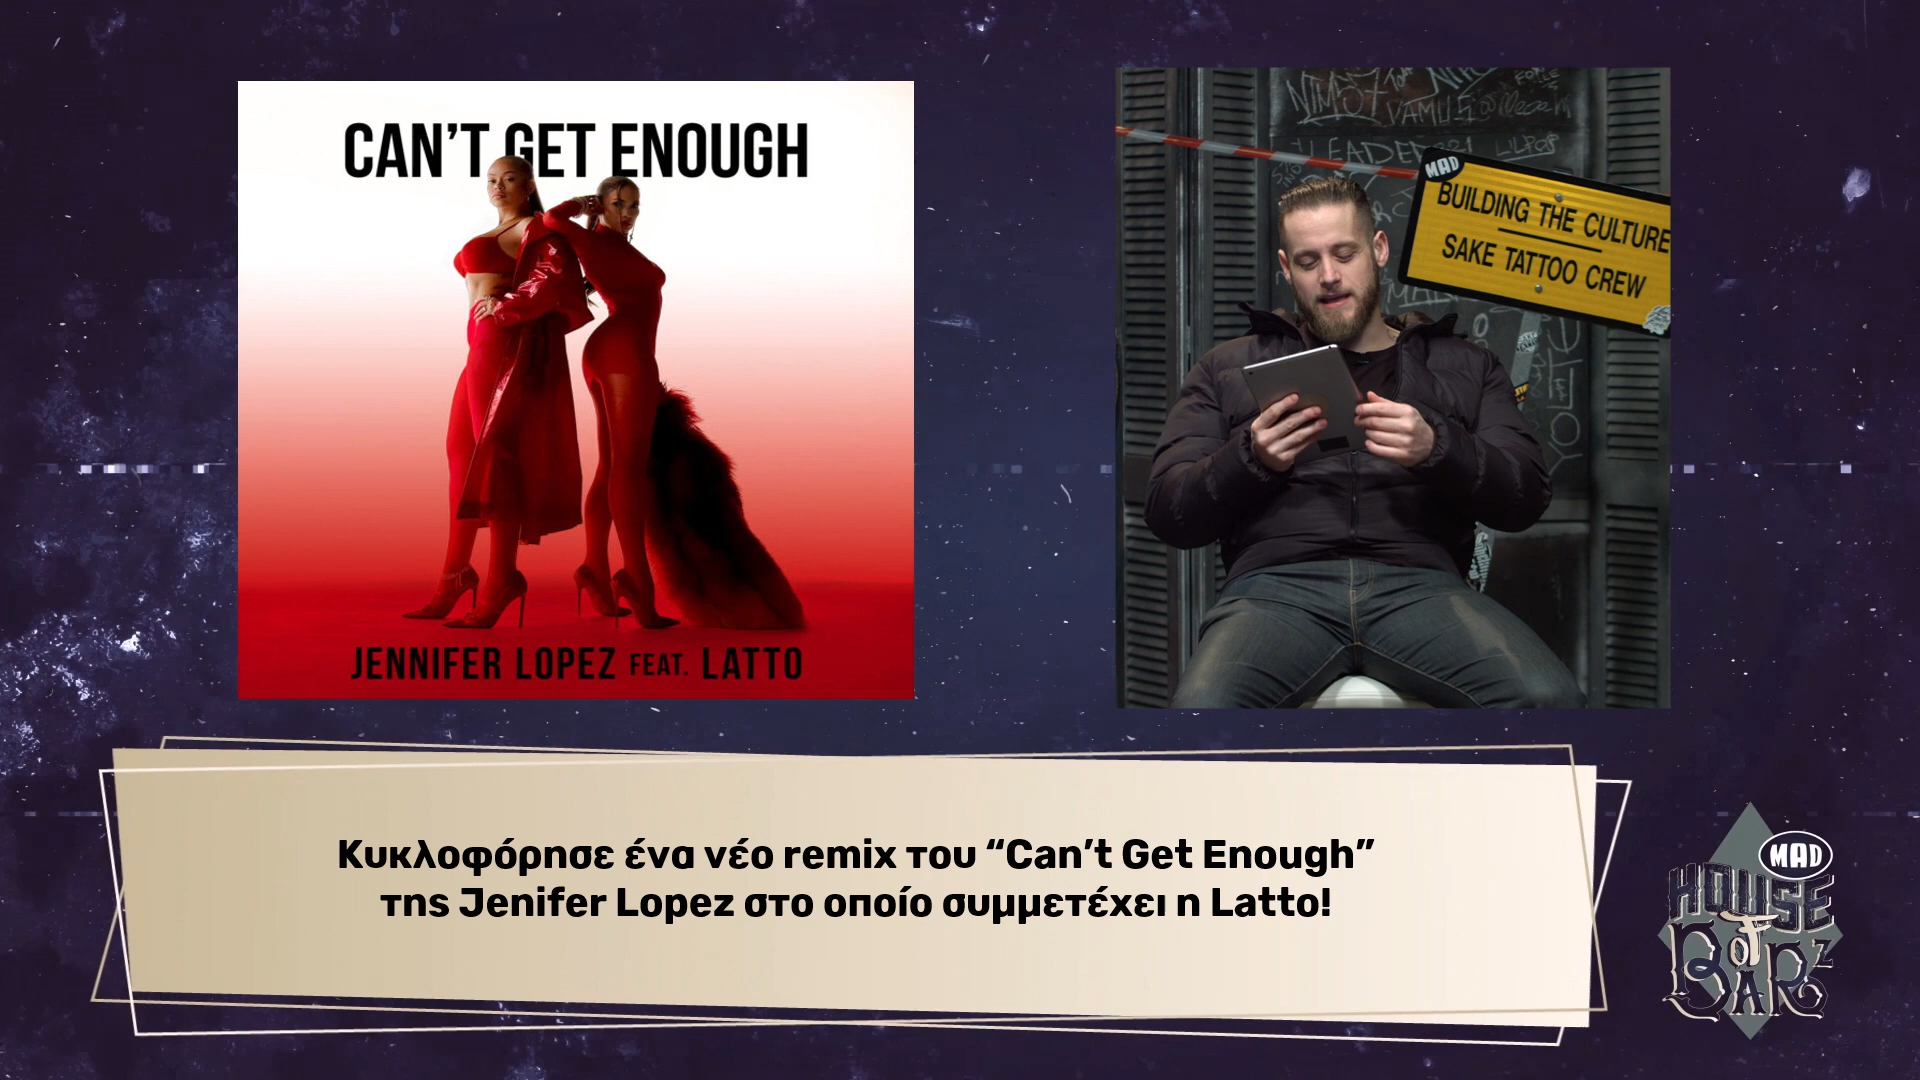 CAN'T GET ENOUGH
JENNIFER LOPEZ FEAT. LATTO
MAD
BUILDING THE CULTURE
SAKE TATTOO CREW
Κυκλοφόρησε ένα νέο remix του “Can’t Get Enough”
της Jenifer Lopez στο οποίο συμμετέχει η Latto!
MAD
HOUSE
OF
BARZ